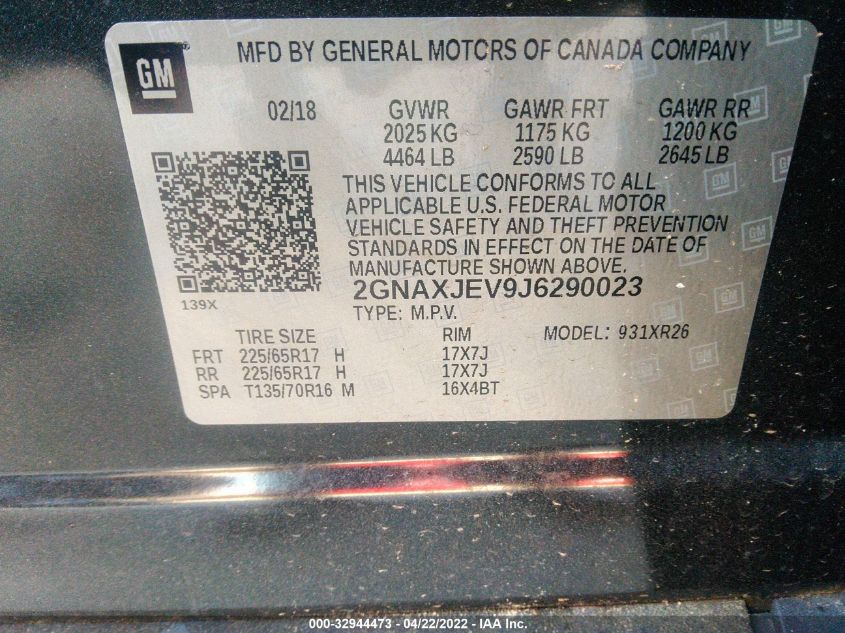 GM
MFD BY GENERAL MOTORS OF CANADA COMPANY
02/18 GVWR GAWR FRT GAWR RR
2025 KG 1175 KG 1200 KG
4464 LB 2590 LB 2645 LB
THIS VEHICLE CONFORMS TO ALL
APPLICABLE U.S. FEDERAL MOTOR
VEHICLE SAFETY AND THEFT PREVENTION
STANDARDS IN EFFECT ON THE DATE OF
MANUFACTURE SHOWN ABOVE.
2GNAXJEV9J6290023
139X
TYPE: M.P.V.
TIRE SIZE RIM MODEL: 931XR26
FRT 225/65R17 H 17X7J
RR 225/65R17 H 17X7J
SPA T135/70R16 M 16X4BT
000-32944473 - 04/22/2022 - IAA Inc.